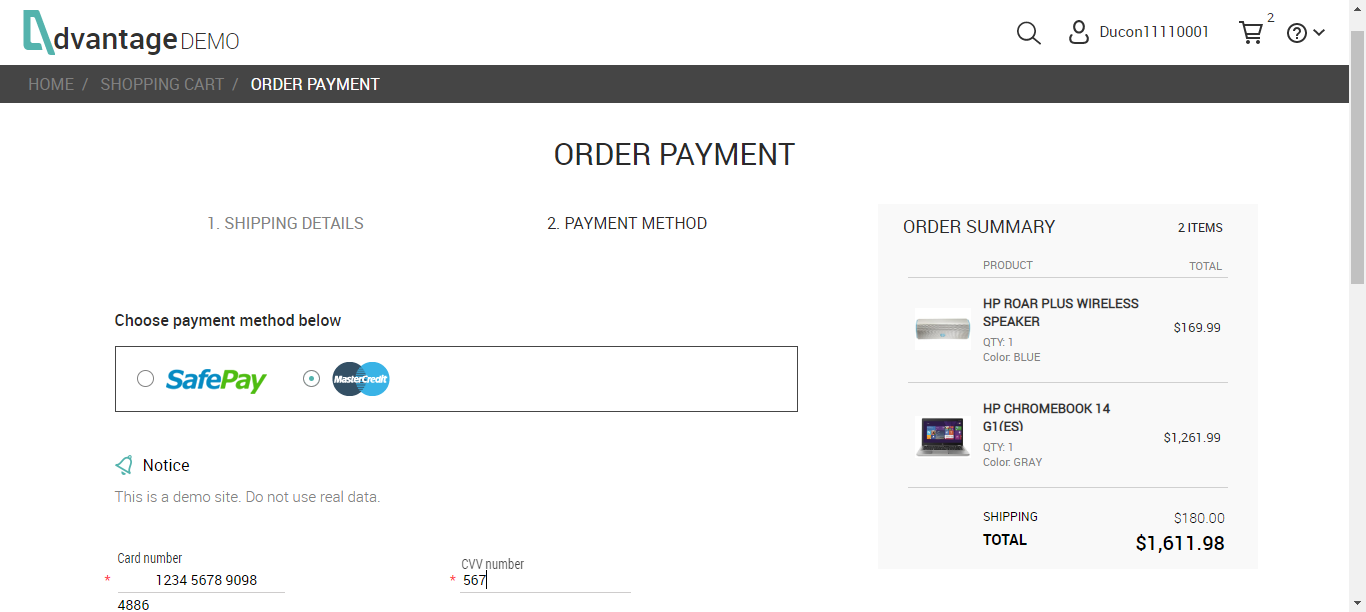 dvantage DEMO
Ducon11110001
2
HOME / SHOPPING CART / ORDER PAYMENT
ORDER PAYMENT
1. SHIPPING DETAILS
2. PAYMENT METHOD
Choose payment method below
SafePay
MasterCredit
Notice
This is a demo site. Do not use real data.
Card number
* 1234 5678 9098
4886
CVV number
* 567
ORDER SUMMARY 2 ITEMS
PRODUCT TOTAL
HP ROAR PLUS WIRELESS
SPEAKER
$169.99
QTY: 1
Color: BLUE
HP CHROMEBOOK 14
G1(ES)
$1,261.99
QTY: 1
Color: GRAY
SHIPPING $180.00
TOTAL $1,611.98